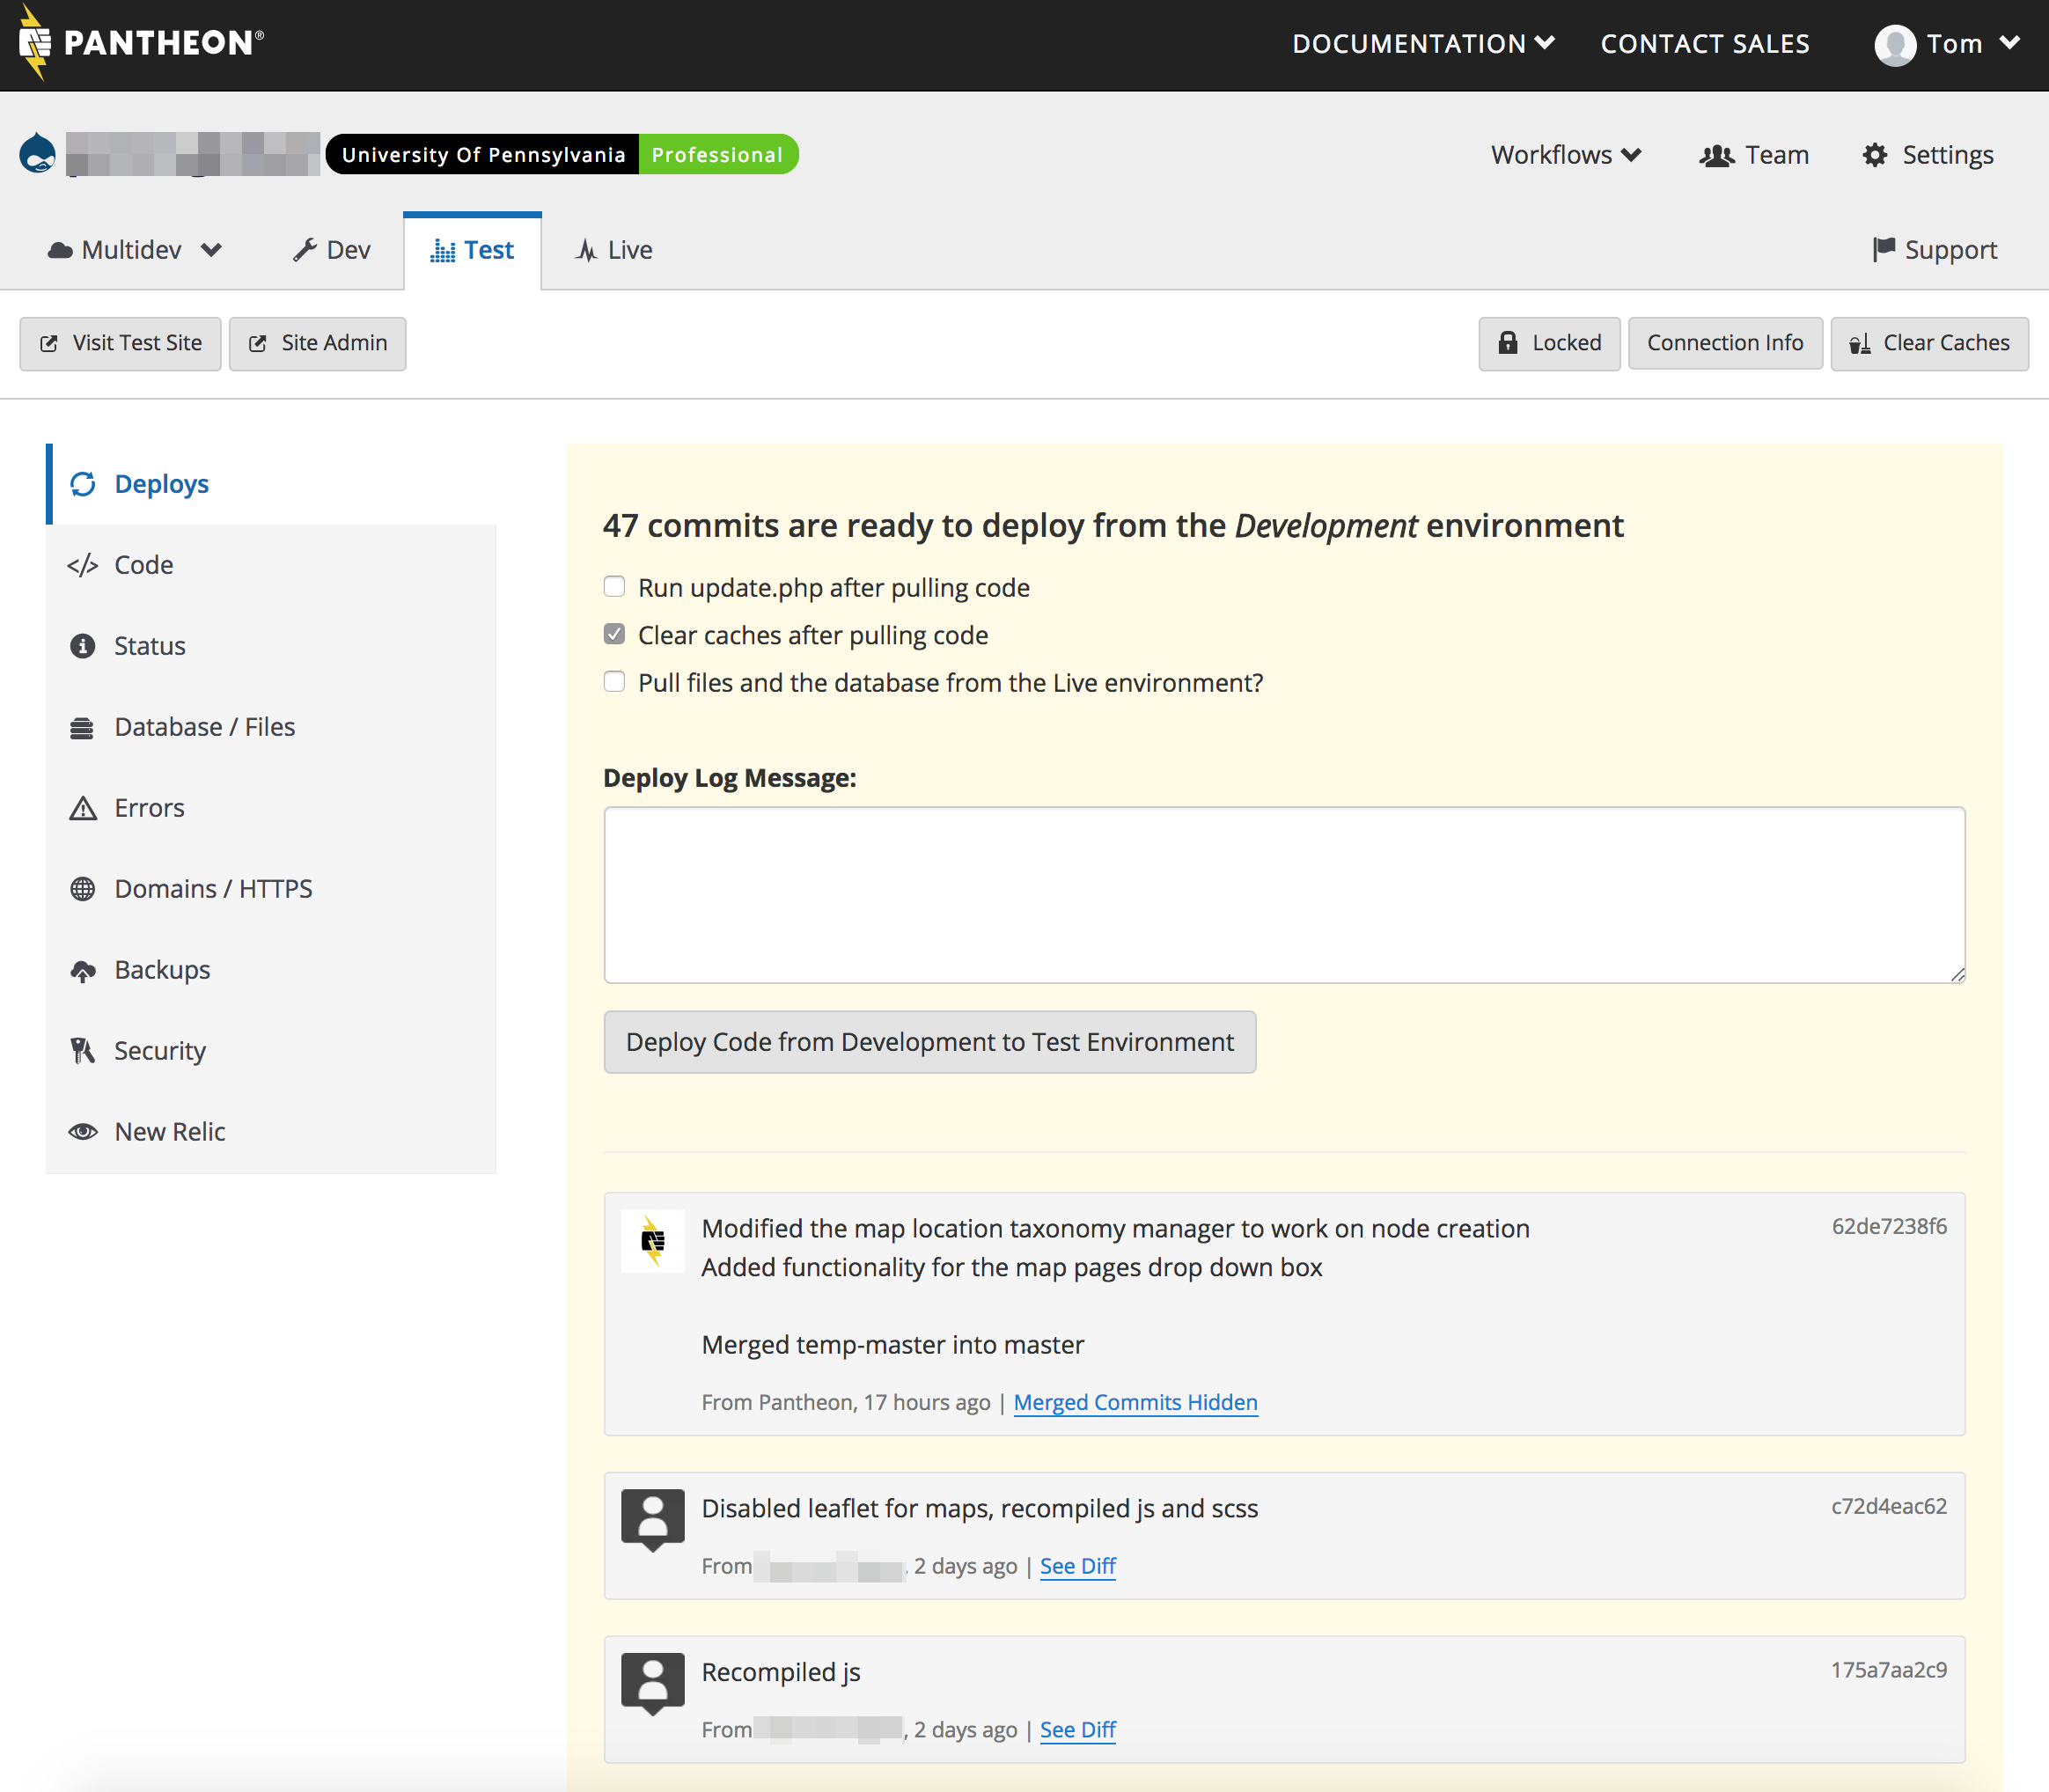 PANTHEON®
DOCUMENTATION
CONTACT SALES
Tom
University Of Pennsylvania
Professional
Workflows
Team
Settings
Multidev
Dev
Test
Live
Support
Visit Test Site
Site Admin
Locked
Connection Info
Clear Caches
Deploys
Code
Status
Database / Files
Errors
Domains / HTTPS
Backups
Security
New Relic
47 commits are ready to deploy from the Development environment
Run update.php after pulling code
Clear caches after pulling code
Pull files and the database from the Live environment?
Deploy Log Message:
Deploy Code from Development to Test Environment
Modified the map location taxonomy manager to work on node creation
62de7238f6
Added functionality for the map pages drop down box
Merged temp-master into master
From Pantheon, 17 hours ago | Merged Commits Hidden
Disabled leaflet for maps, recompiled js and scss
c72d4eac62
From , 2 days ago | See Diff
Recompiled js
175a7aa2c9
From , 2 days ago | See Diff